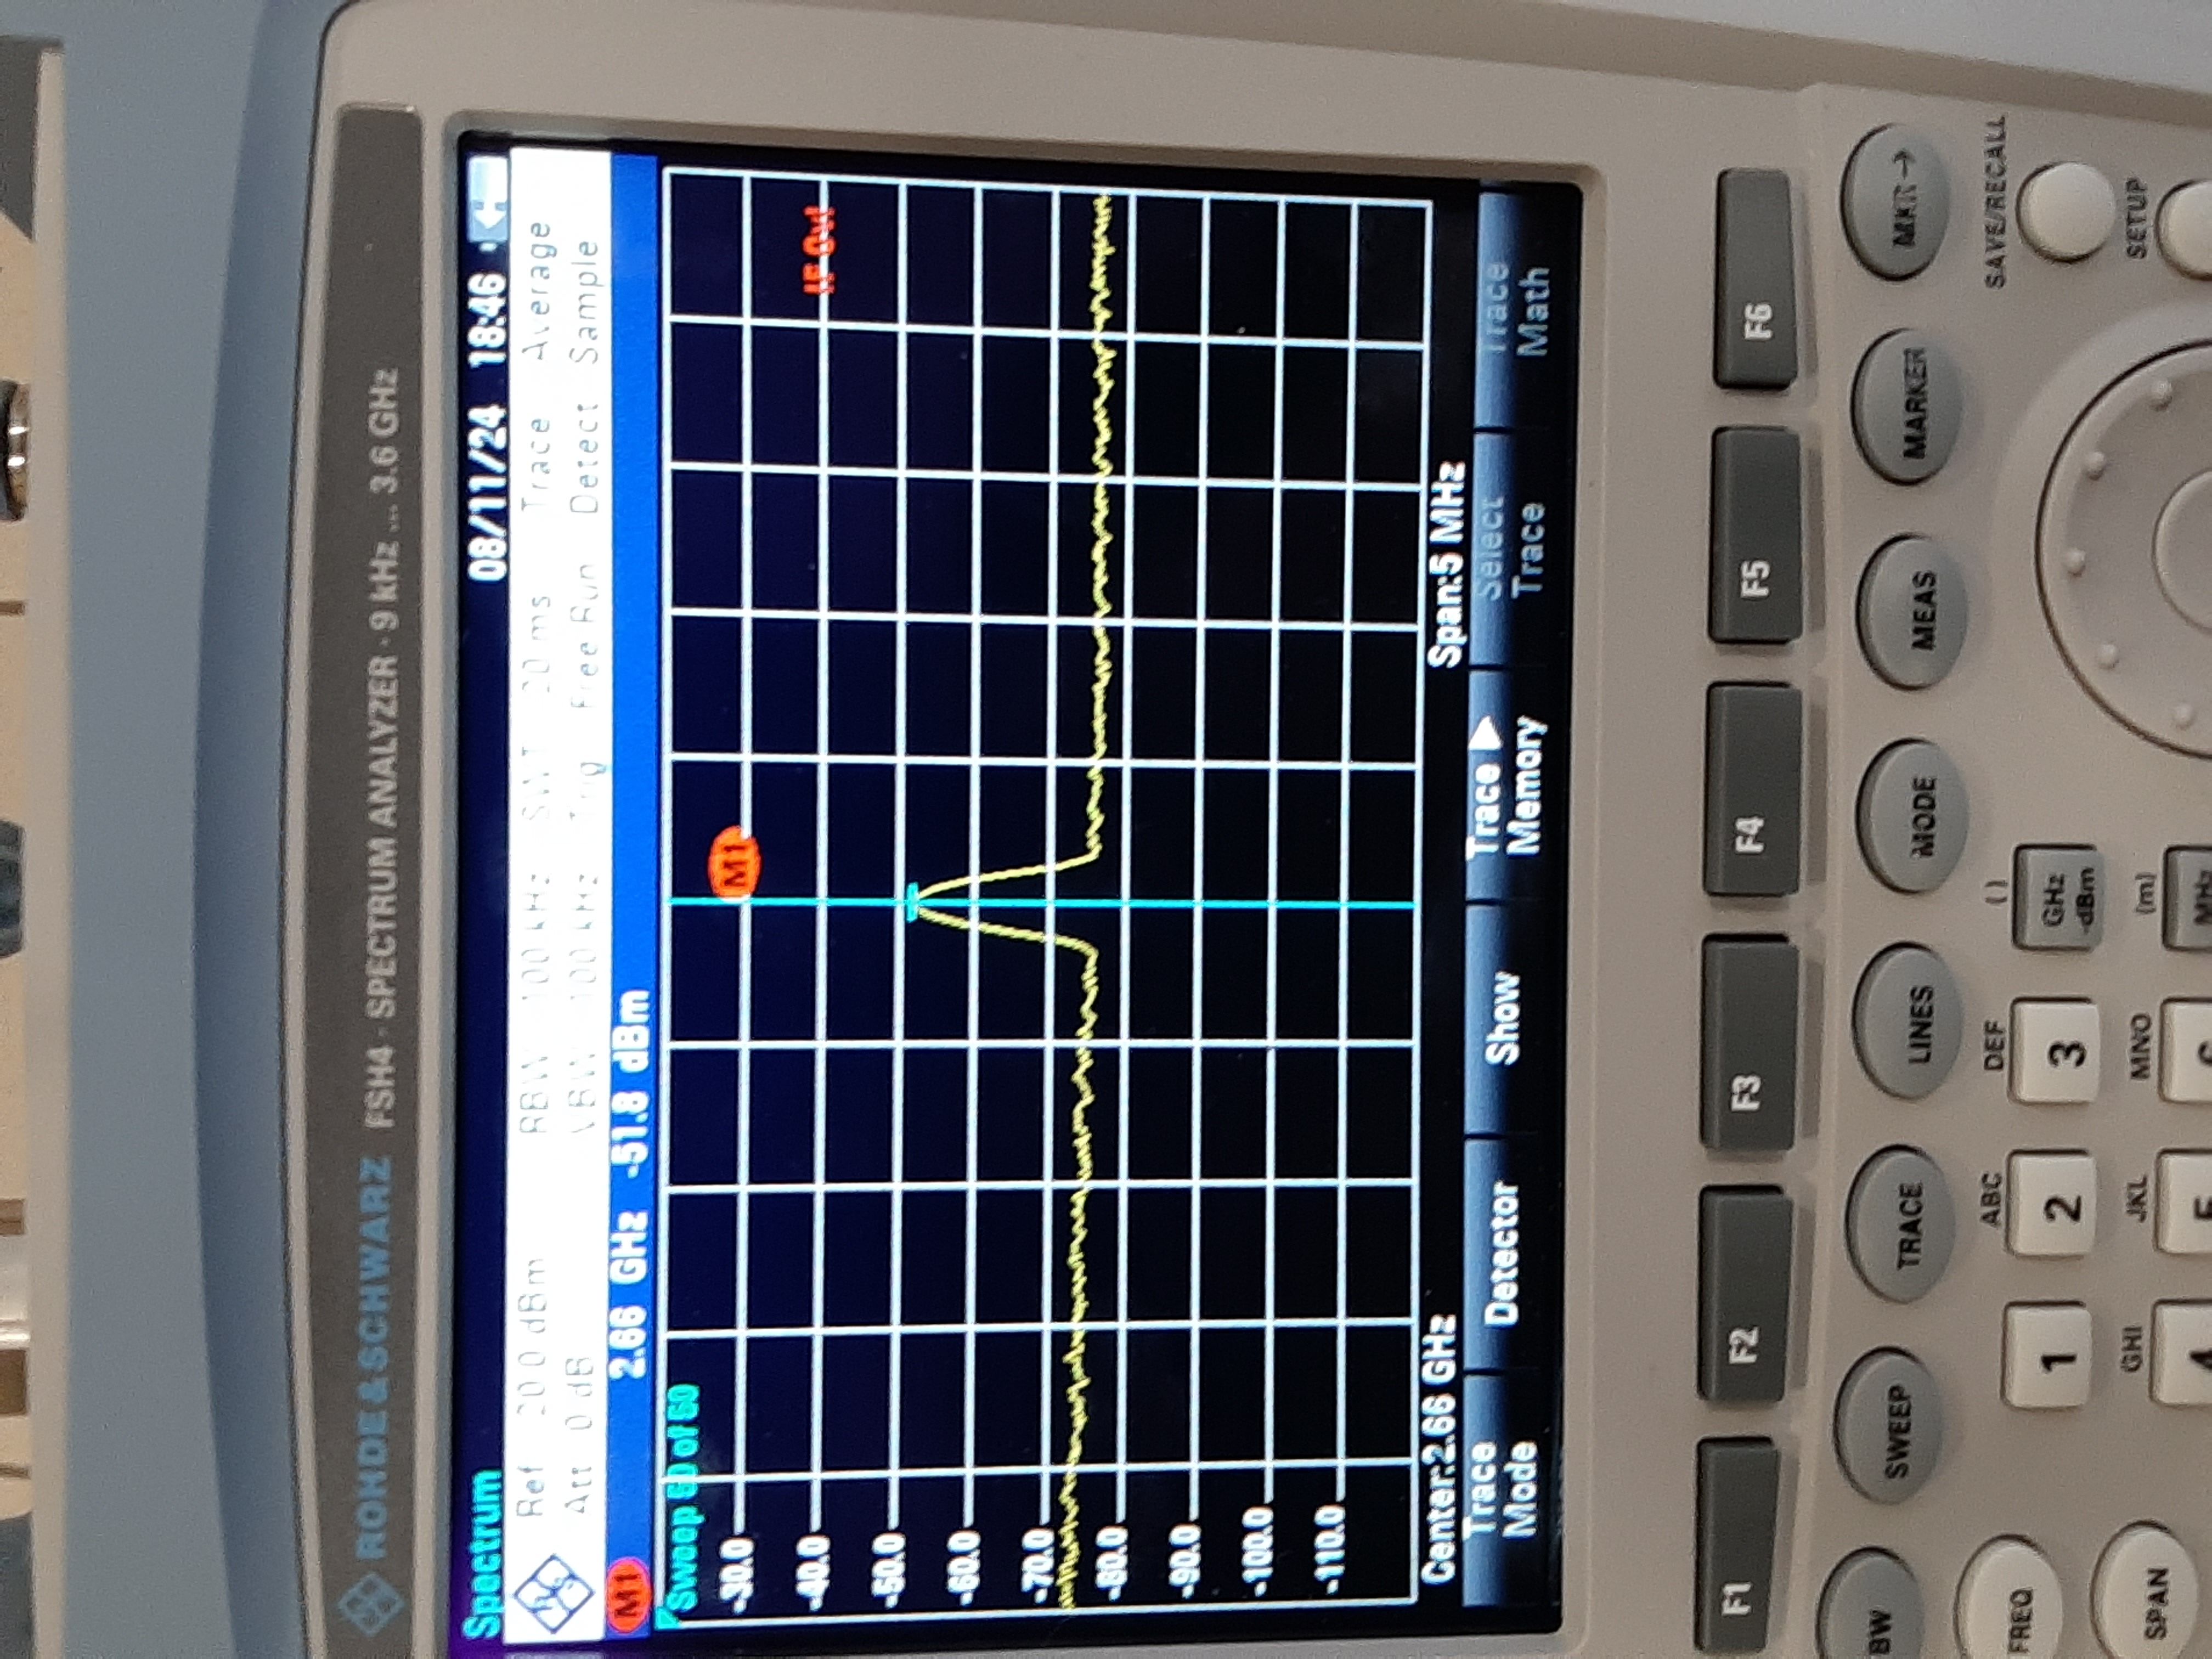 ROHDE & SCHWARZ FSH4 · SPECTRUM ANALYZER · 9 kHz ... 3.6 GHz
Spectrum 08/11/24 18:46
Ref 20.0 dBm RBW 100 kHz SWT 20 ms Trace Average
Att 0 dB VBW 100 kHz Trig Free Run Detect Sample
M1 2.66 GHz -51.8 dBm
Sweep 50 of 50
-30.0
M1
-40.0
IF Ovl
-50.0
-60.0
-70.0
-80.0
-90.0
-100.0
-110.0
Center:2.66 GHz Span:5 MHz
Trace Mode Detector Show Trace Memory Select Trace Trace Math
F1 F2 F3 F4 F5 F6
BW SWEEP TRACE LINES MODE MEAS MARKER MKR→
ABC DEF ( ) SAVE/RECALL
FREQ 1 2 3 GHz -dBm
GHI JKL MNO (m) SETUP
SPAN 4 5 6 MHz